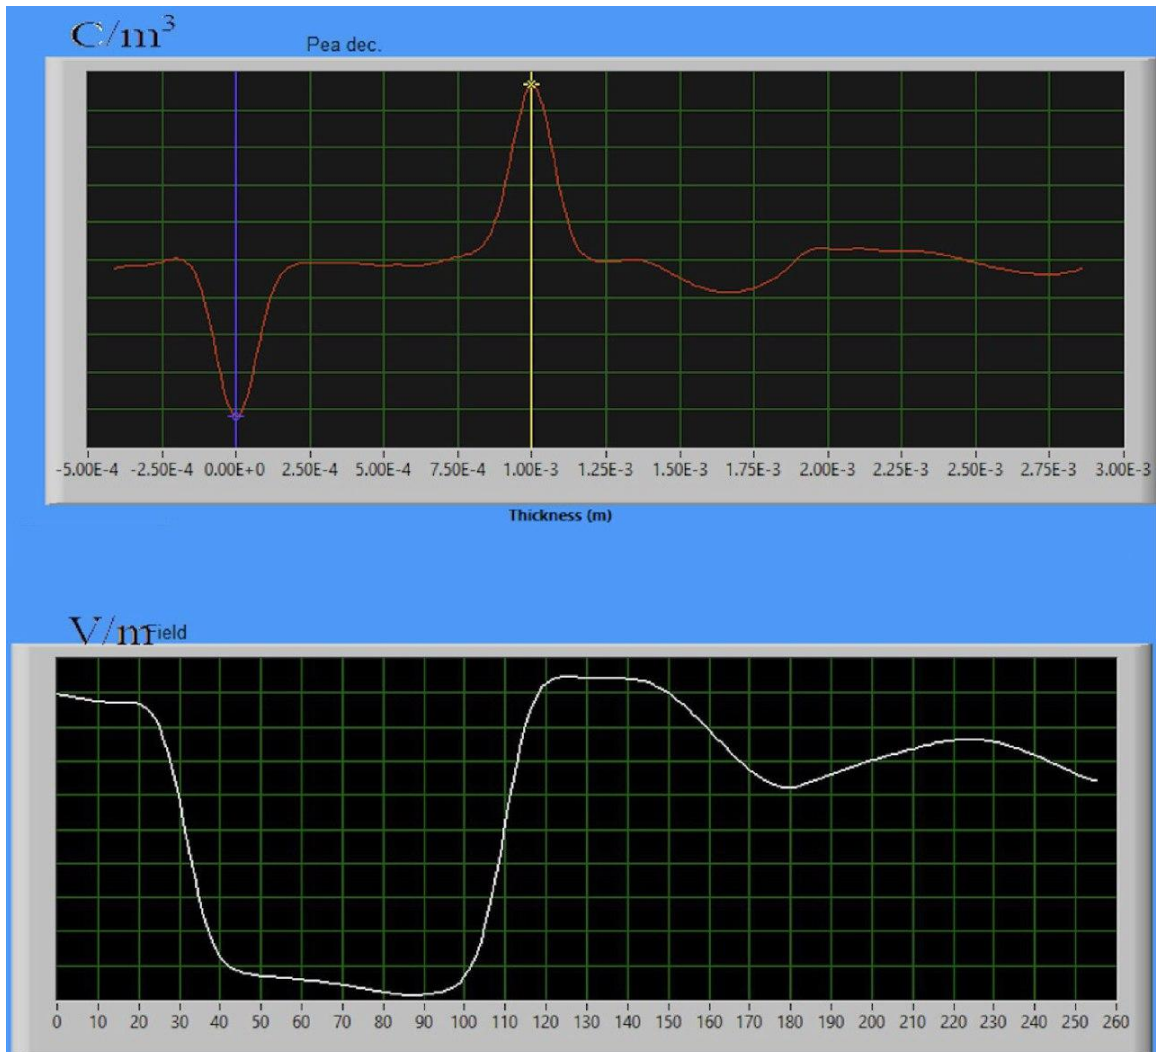 C/m³
Pea dec.
-5.00E-4 -2.50E-4 0.00E+0 2.50E-4 5.00E-4 7.50E-4 1.00E-3 1.25E-3 1.50E-3 1.75E-3 2.00E-3 2.25E-3 2.50E-3 2.75E-3 3.00E-3
Thickness (m)
V/m Field
0 10 20 30 40 50 60 70 80 90 100 110 120 130 140 150 160 170 180 190 200 210 220 230 240 250 260